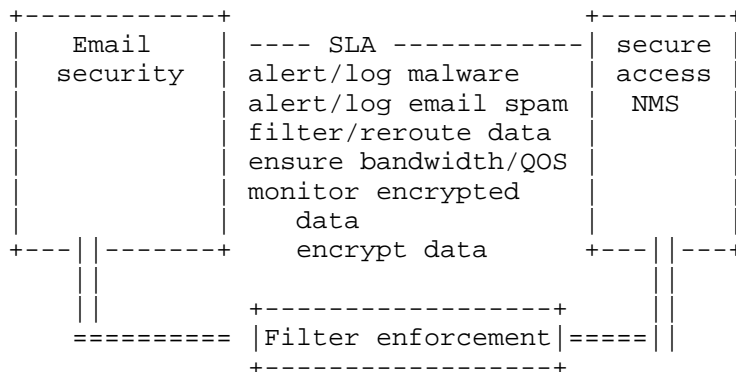 Email ---- SLA ------------ secure
security alert/log malware access
alert/log email spam NMS
filter/reroute data
ensure bandwidth/QOS
monitor encrypted
data
encrypt data
Filter enforcement